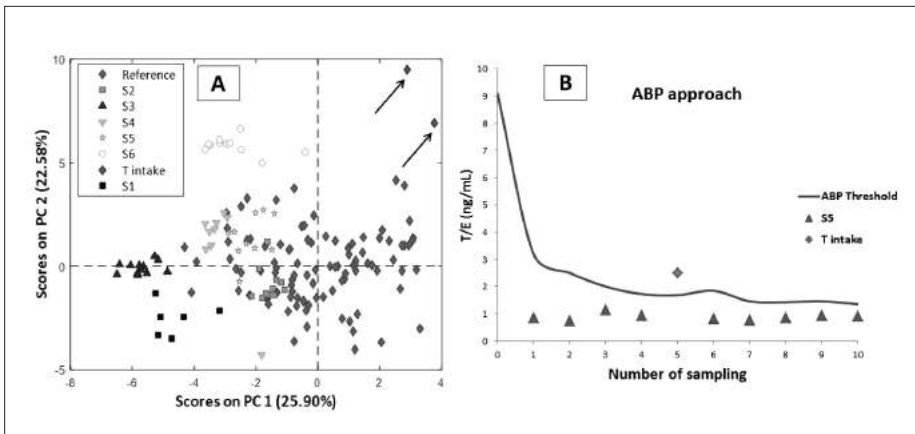 A
Reference
S2
S3
S4
S5
S6
T intake
S1
10
5
0
-5
-8
-6
-4
-2
0
2
4
Scores on PC 2 (22.58%)
Scores on PC 1 (25.90%)
B
ABP approach
10
9
8
7
6
5
4
3
2
1
0
0
1
2
3
4
5
6
7
8
9
10
T/E (ng/mL)
Number of sampling
ABP Threshold
S5
T intake